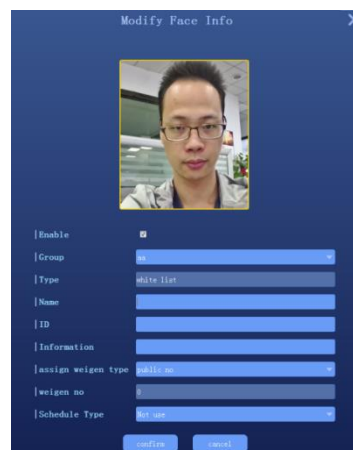 Modify Face Info
Enable
Group na
Type white list
Name
ID
Information
assign weigen type public no
weigen no 0
Schedule Type Not use
confirm cancel